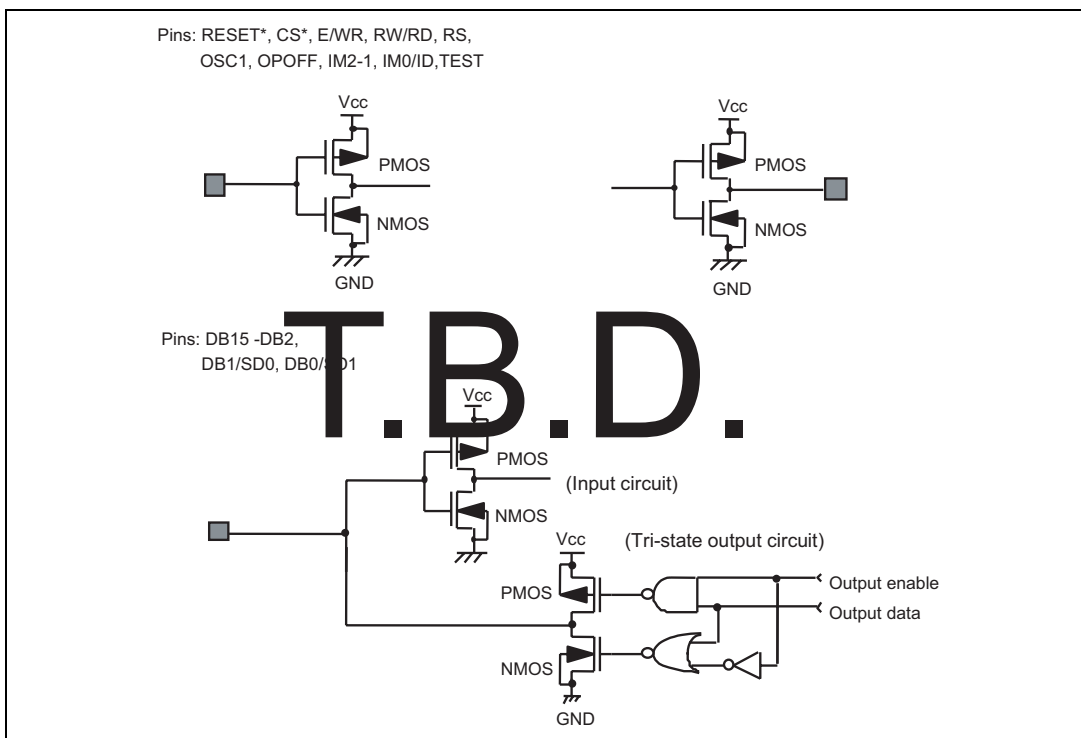 Pins: RESET*, CS*, E/WR, RW/RD, RS,
OSC1, OPOFF, IM2-1, IM0/ID,TEST
Vcc
PMOS
NMOS
GND
Vcc
PMOS
NMOS
GND
T.B.D.
Pins: DB15 -DB2,
DB1/SD0, DB0/SD1
Vcc
PMOS
(Input circuit)
NMOS
Vcc
(Tri-state output circuit)
PMOS
Output enable
Output data
NMOS
GND